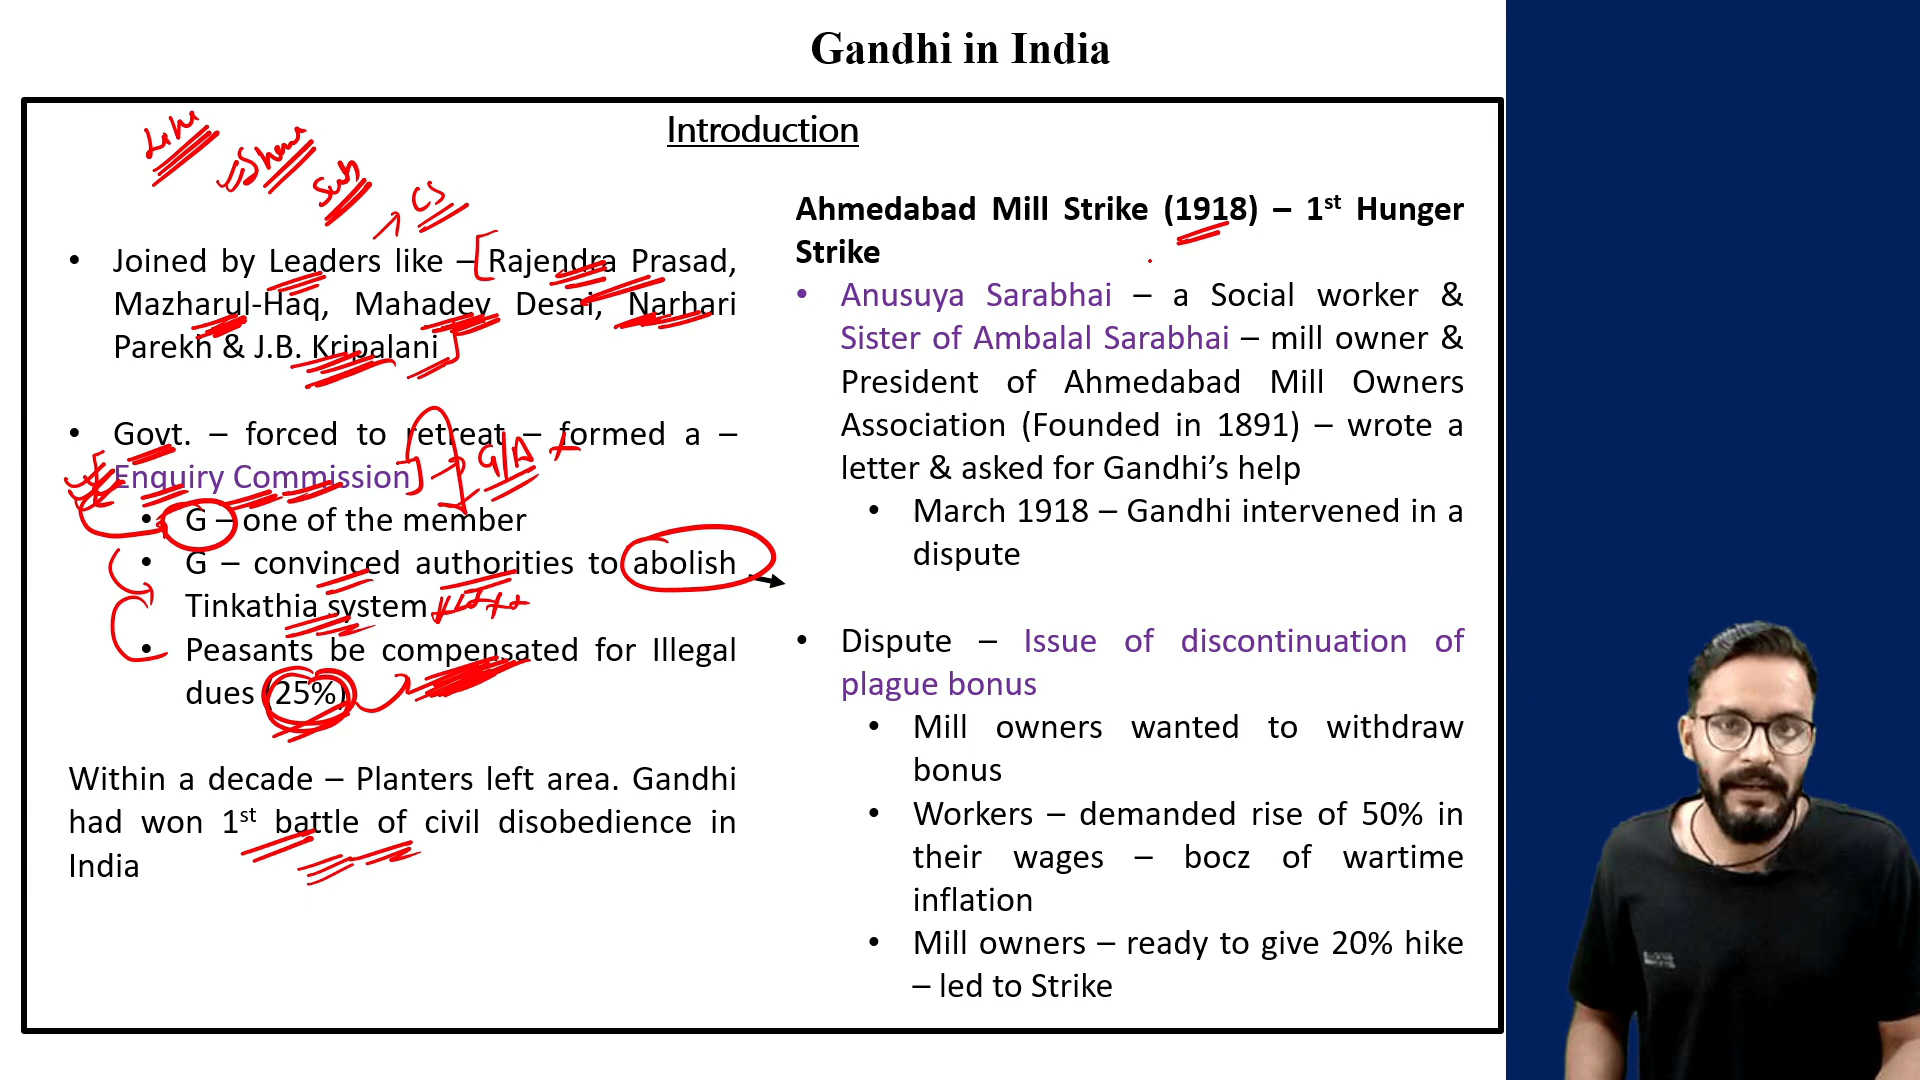 Gandhi in India
Introduction
CS
• Joined by Leaders like – Rajendra Prasad,
Mazharul-Haq, Mahadev Desai, Narhari
Parekh & J.B. Kripalani
• Govt. – forced to retreat – formed a –
Enquiry Commission
G/A
• G – one of the member
• G – convinced authorities to abolish
Tinkathia system
• Peasants be compensated for Illegal
dues (25%)
Within a decade – Planters left area. Gandhi
had won 1st battle of civil disobedience in
India
Ahmedabad Mill Strike (1918) – 1st Hunger
Strike
• Anusuya Sarabhai – a Social worker &
Sister of Ambalal Sarabhai – mill owner &
President of Ahmedabad Mill Owners
Association (Founded in 1891) – wrote a
letter & asked for Gandhi’s help
• March 1918 – Gandhi intervened in a
dispute
• Dispute – Issue of discontinuation of
plague bonus
• Mill owners wanted to withdraw
bonus
• Workers – demanded rise of 50% in
their wages – bocz of wartime
inflation
• Mill owners – ready to give 20% hike
– led to Strike